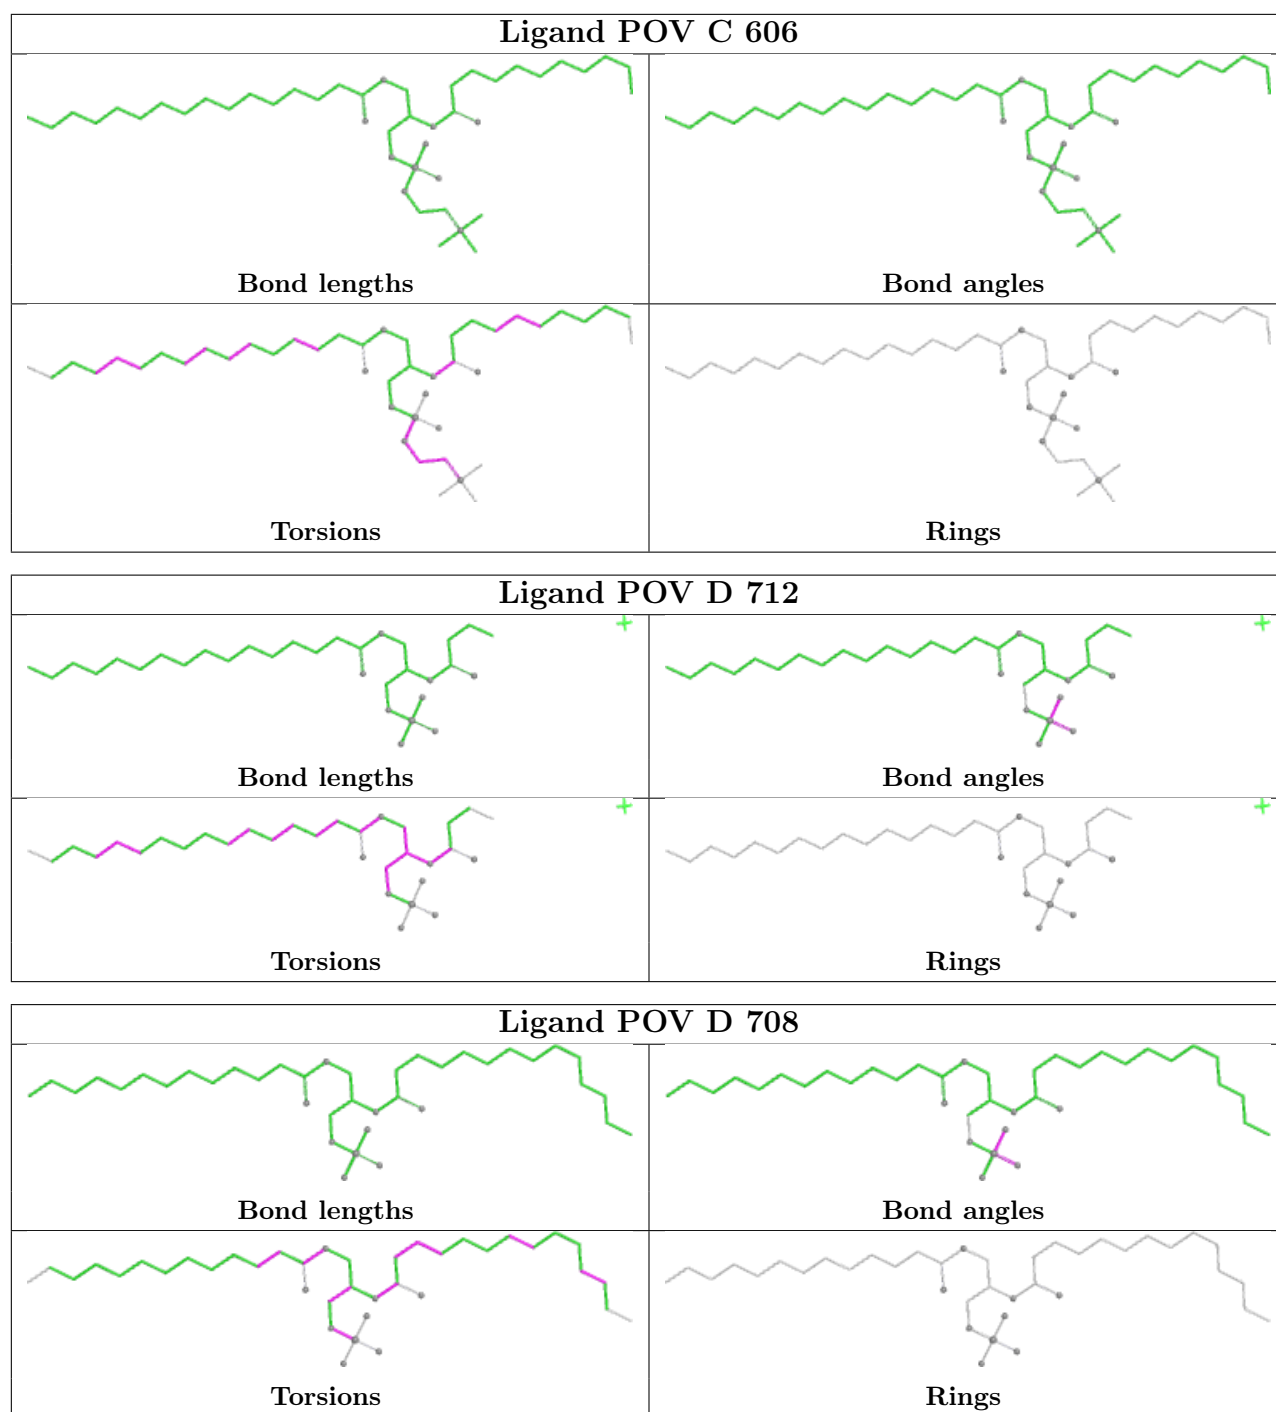 Ligand POV C 606
Bond lengths
Bond angles
Torsions
Rings
Ligand POV D 712
Bond lengths
Bond angles
Torsions
Rings
Ligand POV D 708
Bond lengths
Bond angles
Torsions
Rings